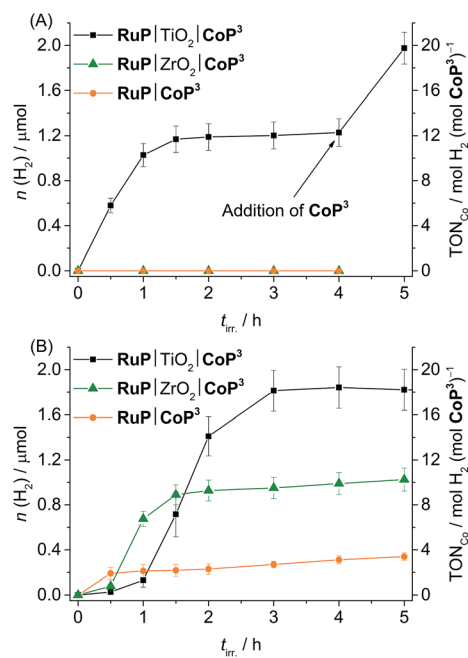 (A)
RuP|TiO₂|CoP³
RuP|ZrO₂|CoP³
RuP|CoP³
n (H₂) / μmol
2.0
1.6
1.2
0.8
0.4
0.0
Addition of CoP³
20
16
12
8
4
0
TON_Co / mol H₂ (mol CoP³)⁻¹
0 1 2 3 4 5
t_irr. / h
(B)
RuP|TiO₂|CoP³
RuP|ZrO₂|CoP³
RuP|CoP³
n (H₂) / μmol
2.0
1.6
1.2
0.8
0.4
0.0
20
16
12
8
4
0
TON_Co / mol H₂ (mol CoP³)⁻¹
0 1 2 3 4 5
t_irr. / h